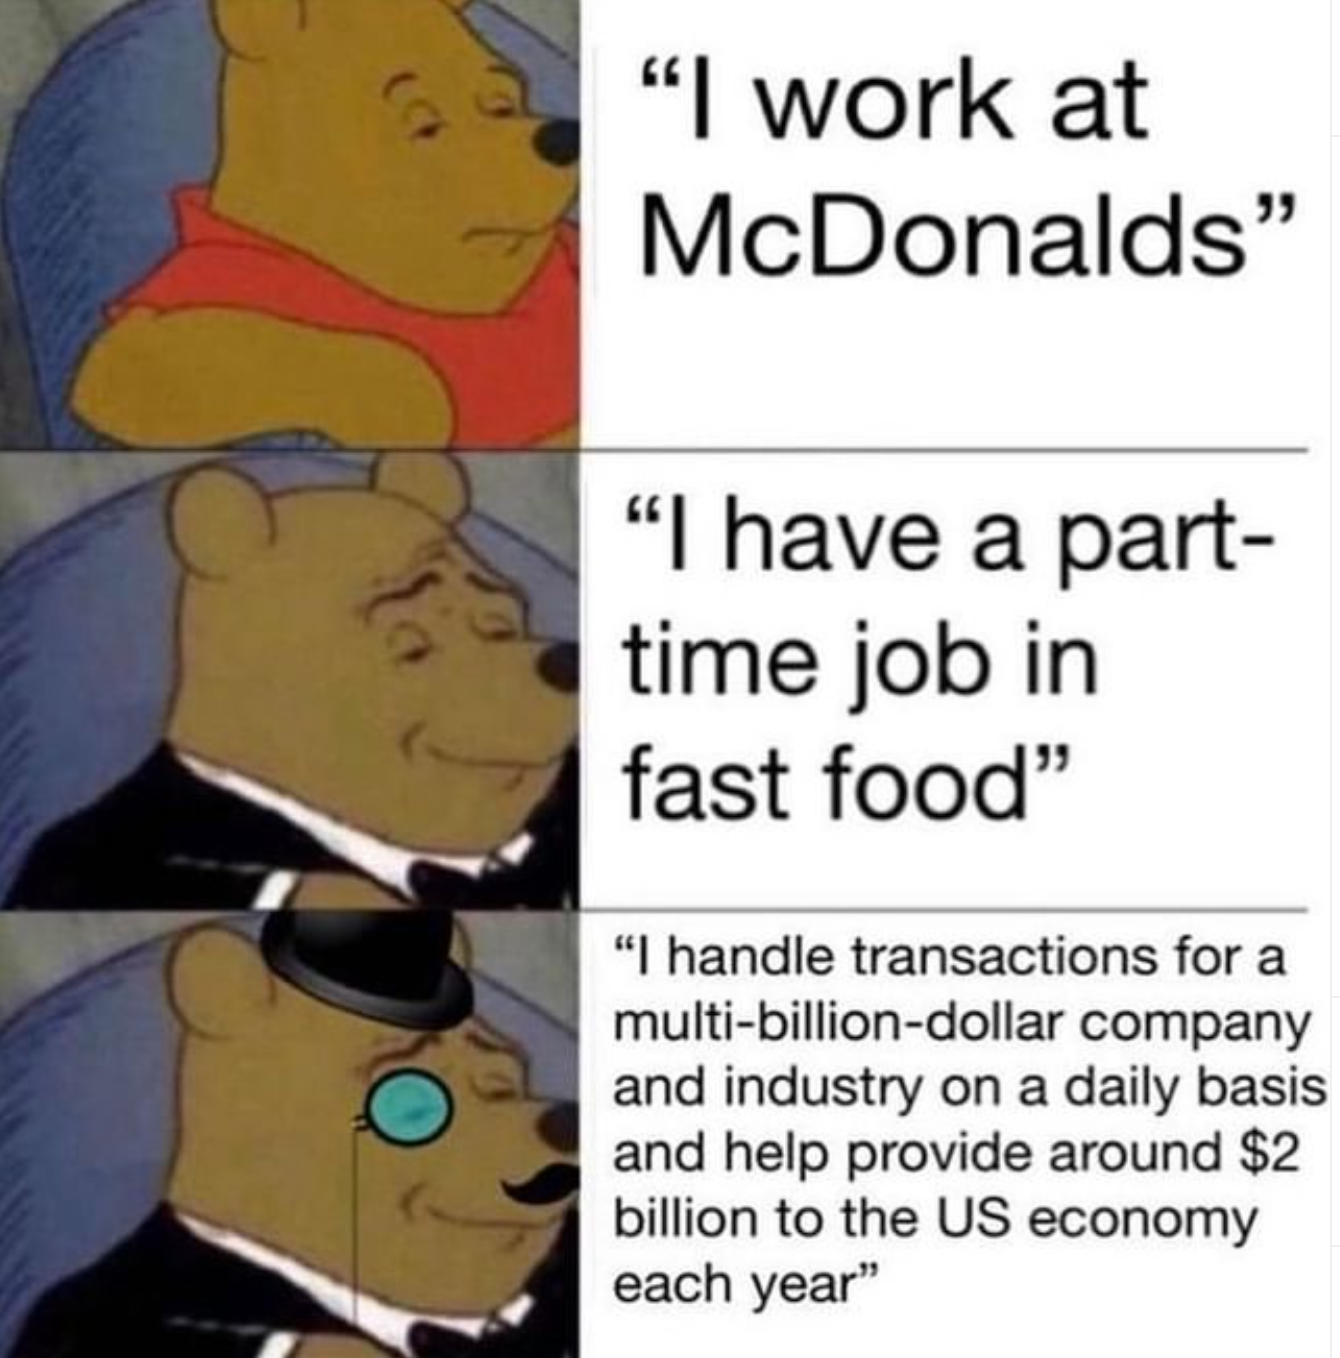 “I work at
McDonalds”
“I have a part-
time job in
fast food”
“I handle transactions for a
multi-billion-dollar company
and industry on a daily basis
and help provide around $2
billion to the US economy
each year”